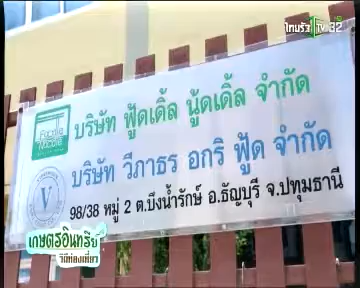 ไทยรัฐ TV 32
Foodle Noodle
บริษัท ฟู้ดเดิ้ล นู้ดเดิ้ล จำกัด
บริษัท วีภาธร อกริ ฟู้ด จำกัด
V
98/38 หมู่ 2 ต.บึงน้ำรักษ์ อ.ธัญบุรี จ.ปทุมธานี
เกษตรอินทรีย์
วิถีท่องเที่ยว